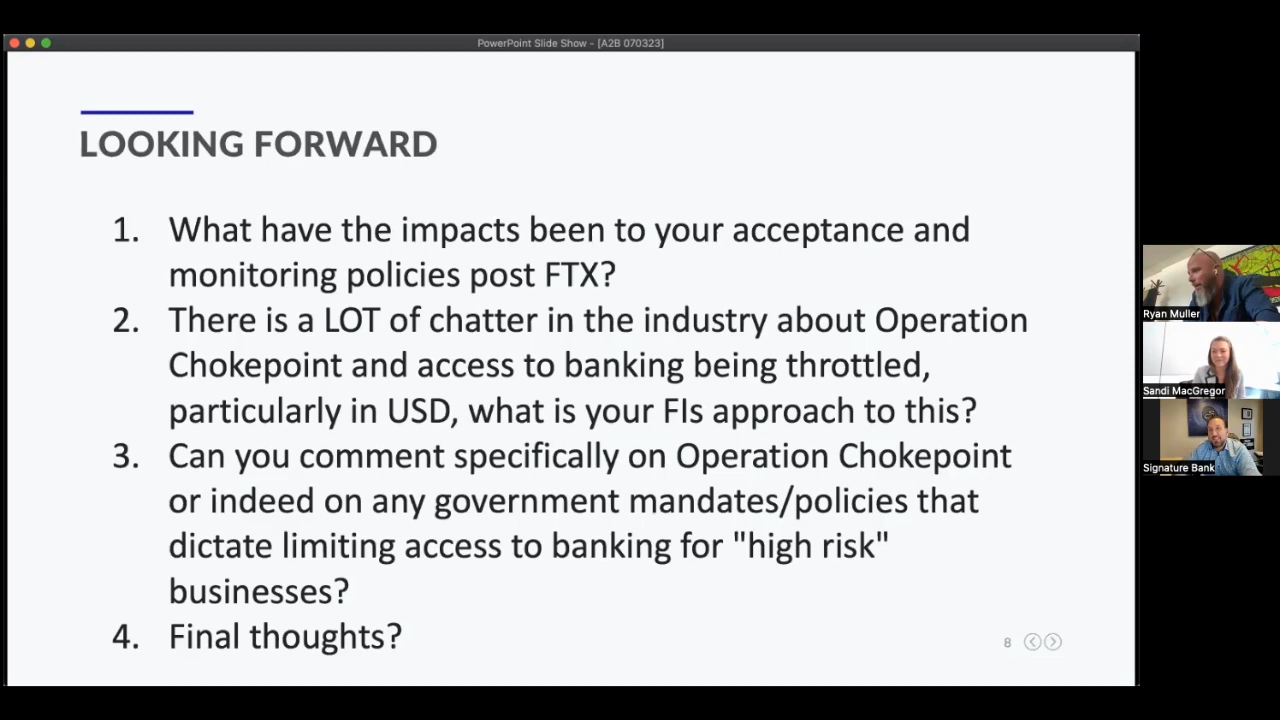 PowerPoint Slide Show - [A2B 070323]
LOOKING FORWARD
1. What have the impacts been to your acceptance and
monitoring policies post FTX?
2. There is a LOT of chatter in the industry about Operation
Chokepoint and access to banking being throttled,
particularly in USD, what is your FIs approach to this?
3. Can you comment specifically on Operation Chokepoint
or indeed on any government mandates/policies that
dictate limiting access to banking for "high risk"
businesses?
4. Final thoughts?
8
Ryan Muller
Sandi MacGregor
Signature Bank